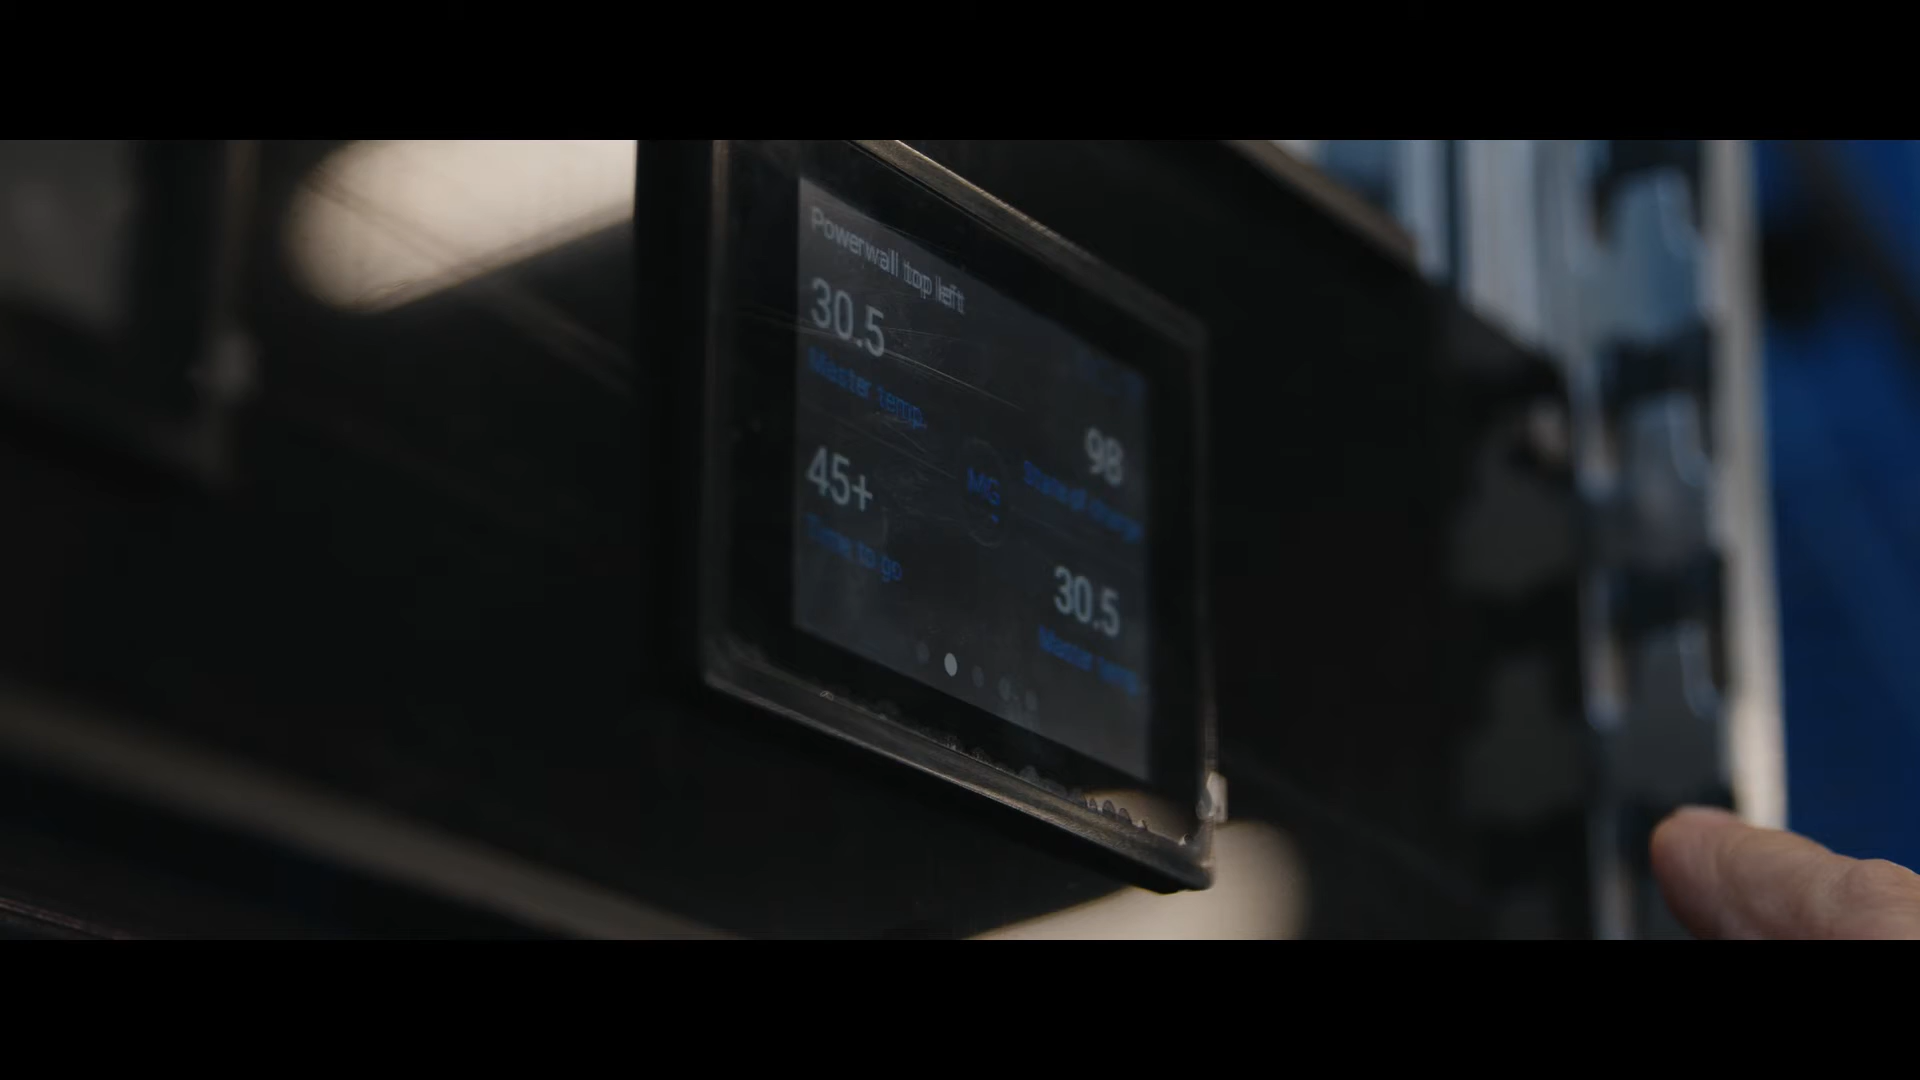 Powerwall top left
30.5
Master temp.
45+
Time to go
MG
98
State of charge
30.5
Master temp.